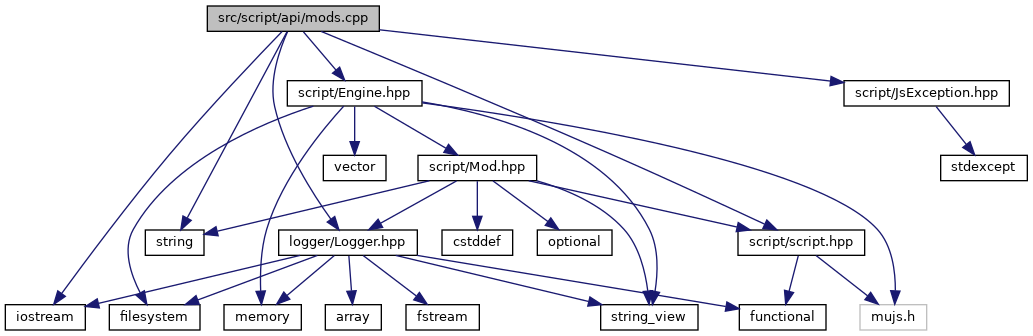 src/script/api/mods.cpp
script/Engine.hpp
script/JsException.hpp
vector
script/Mod.hpp
stdexcept
string
logger/Logger.hpp
cstddef
optional
script/script.hpp
iostream
filesystem
memory
array
fstream
string_view
functional
mujs.h